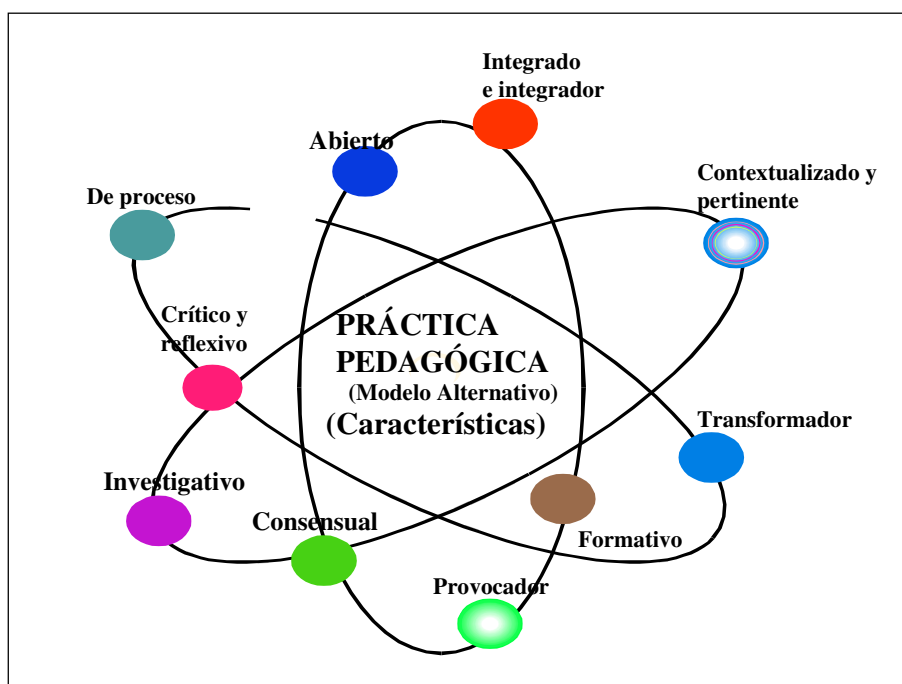 Integrado
e integrador
Abierto
Contextualizado y
pertinente
De proceso
Crítico y
reflexivo
PRÁCTICA
PEDAGÓGICA
(Modelo Alternativo)
(Características)
Transformador
Investigativo
Consensual
Formativo
Provocador